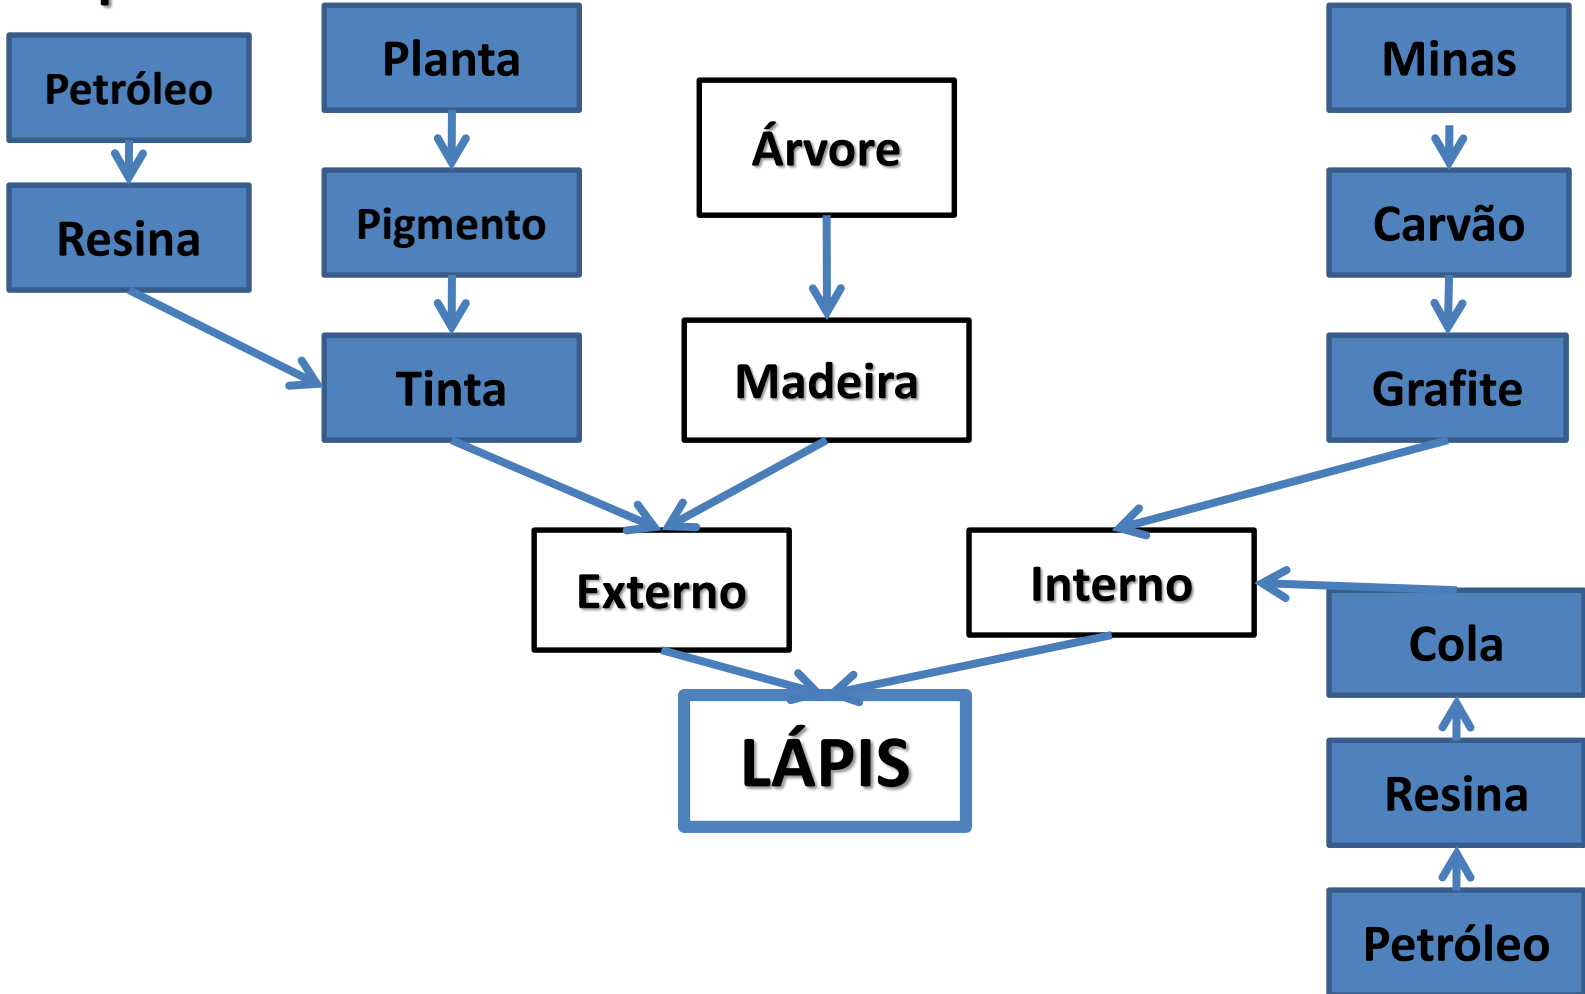 Petróleo
Planta
Árvore
Minas
Resina
Pigmento
Carvão
Tinta
Madeira
Grafite
Externo
Interno
Cola
LÁPIS
Resina
Petróleo